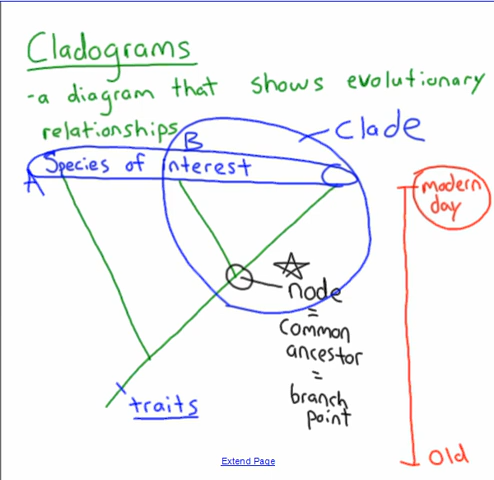 Cladograms
-a diagram that shows evolutionary
relationships
B
Clade
A
Species of interest
modern
day
node
=
common
ancestor
=
branch
point
traits
Old
Extend Page